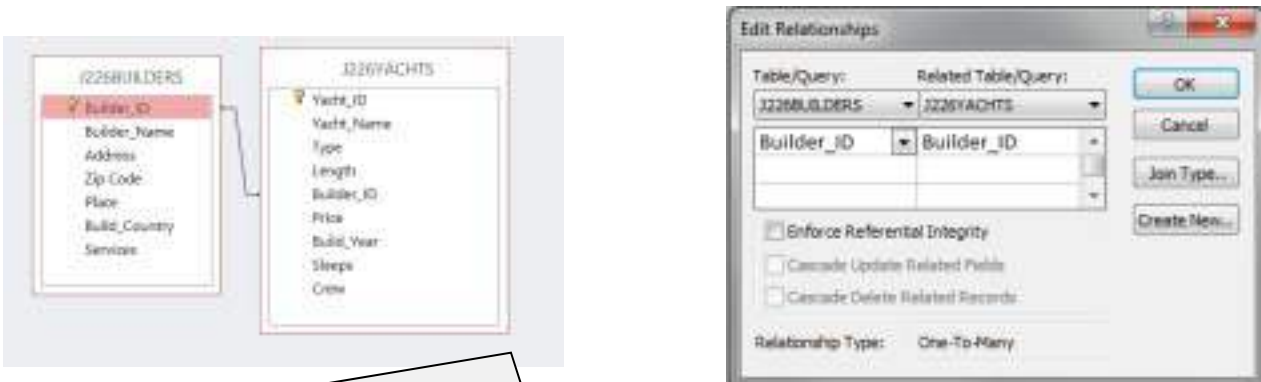 J226BUILDERS
Builder_ID
Builder_Name
Address
Zip Code
Place
Build_Country
Services
J226YACHTS
Yacht_ID
Yacht_Name
Type
Length
Builder_ID
Price
Build_Year
Sleeps
Crew
Edit Relationships
Table/Query: Related Table/Query:
J226BUILDERS J226YACHTS
Builder_ID Builder_ID
Enforce Referential Integrity
Cascade Update Related Fields
Cascade Delete Related Records
Relationship Type: One-To-Many
OK
Cancel
Join Type...
Create New...